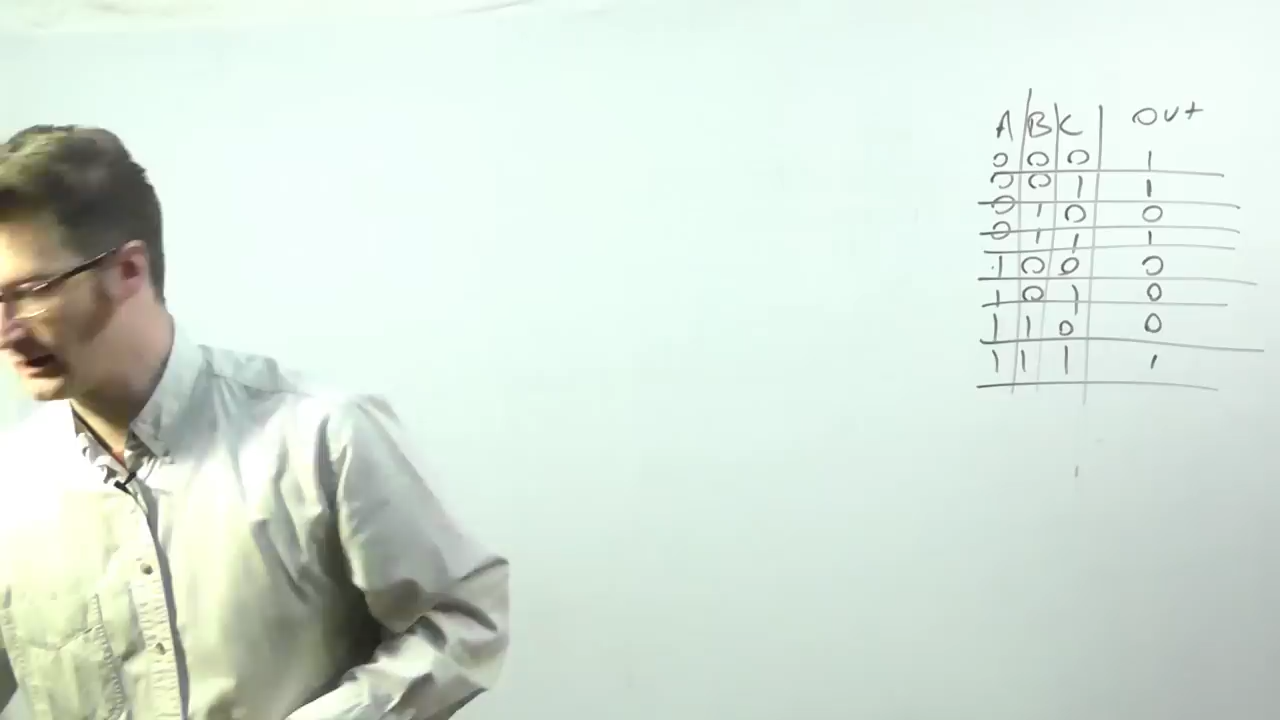 A B C Out
0 0 0 1
0 0 1 1
0 1 0 0
0 1 1 1
1 0 0 0
1 0 1 0
1 1 0 0
1 1 1 1